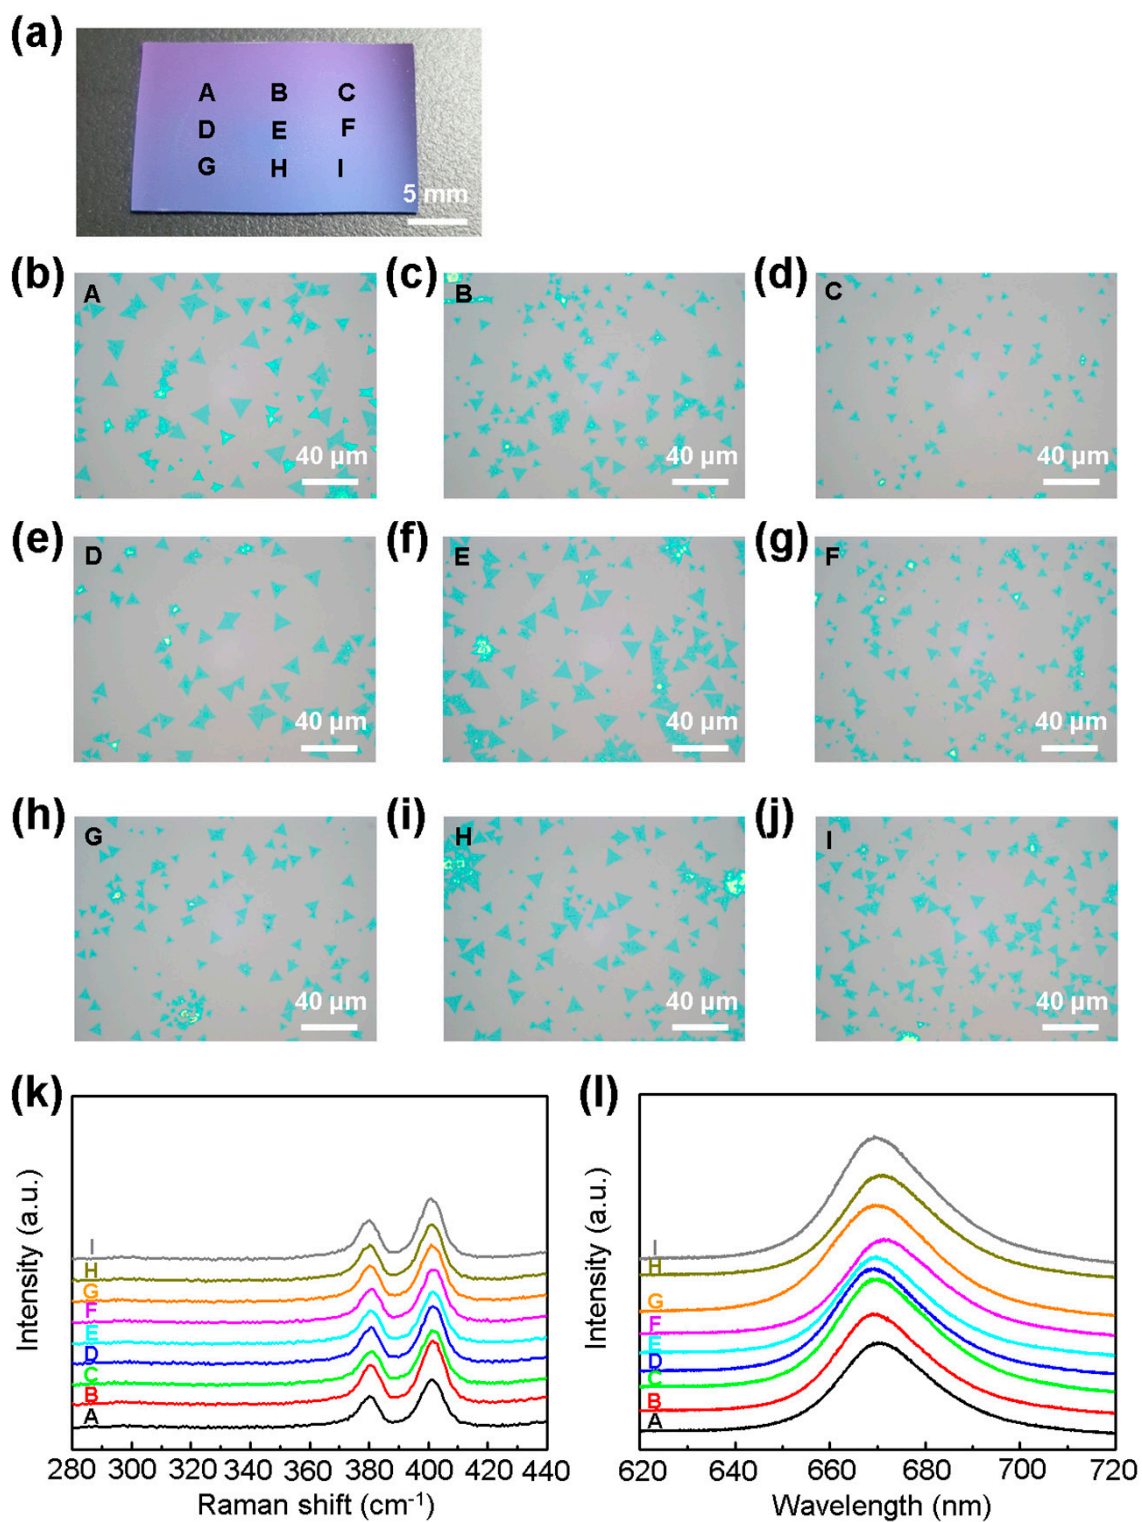 (a)
A B C
D E F
G H I
5 mm
(b) (c) (d)
A B C
40 μm 40 μm 40 μm
(e) (f) (g)
D E F
40 μm 40 μm 40 μm
(h) (i) (j)
G H I
40 μm 40 μm 40 μm
(k)
Intensity (a.u.)
I
H
G
F
E
D
C
B
A
280 300 320 340 360 380 400 420 440
Raman shift (cm⁻¹)
(l)
Intensity (a.u.)
I
H
G
F
E
D
C
B
A
620 640 660 680 700 720
Wavelength (nm)